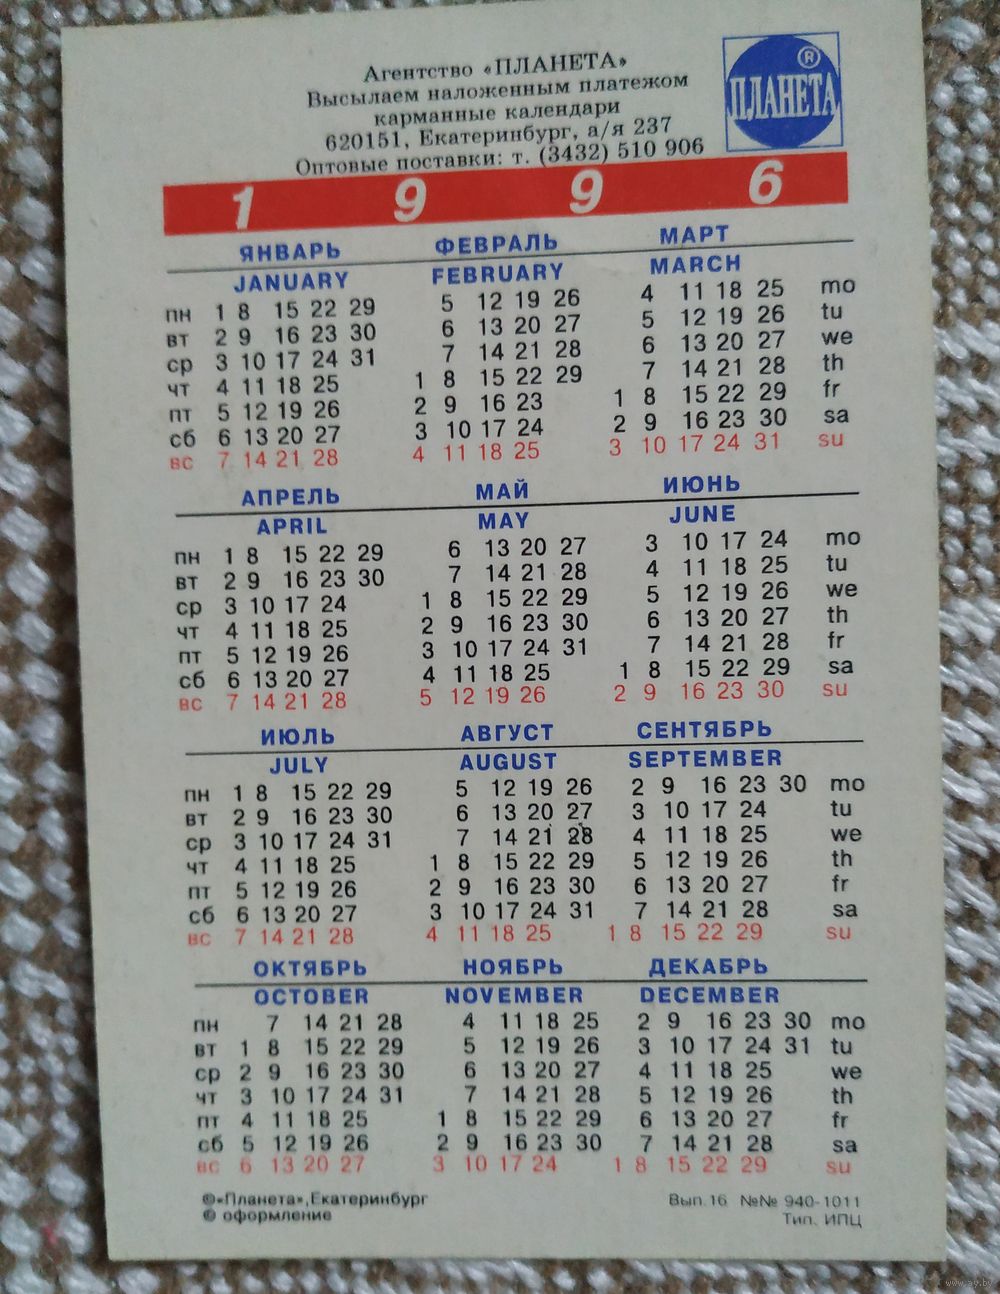 Агентство «ПЛАНЕТА»
Высылаем наложенным платежом
карманные календари
620151, Екатеринбург, а/я 237
Оптовые поставки: т. (3432) 510 906
® ПЛАНЕТА
1 9 9 6
ЯНВАРЬ ФЕВРАЛЬ МАРТ
JANUARY FEBRUARY MARCH
пн 1 8 15 22 29 5 12 19 26 4 11 18 25 mo
вт 2 9 16 23 30 6 13 20 27 5 12 19 26 tu
ср 3 10 17 24 31 7 14 21 28 6 13 20 27 we
чт 4 11 18 25 1 8 15 22 29 7 14 21 28 th
пт 5 12 19 26 2 9 16 23 1 8 15 22 29 fr
сб 6 13 20 27 3 10 17 24 2 9 16 23 30 sa
вс 7 14 21 28 4 11 18 25 3 10 17 24 31 su
АПРЕЛЬ МАЙ ИЮНЬ
APRIL MAY JUNE
пн 1 8 15 22 29 6 13 20 27 3 10 17 24 mo
вт 2 9 16 23 30 7 14 21 28 4 11 18 25 tu
ср 3 10 17 24 1 8 15 22 29 5 12 19 26 we
чт 4 11 18 25 2 9 16 23 30 6 13 20 27 th
пт 5 12 19 26 3 10 17 24 31 7 14 21 28 fr
сб 6 13 20 27 4 11 18 25 1 8 15 22 29 sa
вс 7 14 21 28 5 12 19 26 2 9 16 23 30 su
ИЮЛЬ АВГУСТ СЕНТЯБРЬ
JULY AUGUST SEPTEMBER
пн 1 8 15 22 29 5 12 19 26 2 9 16 23 30 mo
вт 2 9 16 23 30 6 13 20 27 3 10 17 24 tu
ср 3 10 17 24 31 7 14 21 28 4 11 18 25 we
чт 4 11 18 25 1 8 15 22 29 5 12 19 26 th
пт 5 12 19 26 2 9 16 23 30 6 13 20 27 fr
сб 6 13 20 27 3 10 17 24 31 7 14 21 28 sa
вс 7 14 21 28 4 11 18 25 1 8 15 22 29 su
ОКТЯБРЬ НОЯБРЬ ДЕКАБРЬ
OCTOBER NOVEMBER DECEMBER
пн 7 14 21 28 4 11 18 25 2 9 16 23 30 mo
вт 1 8 15 22 29 5 12 19 26 3 10 17 24 31 tu
ср 2 9 16 23 30 6 13 20 27 4 11 18 25 we
чт 3 10 17 24 31 7 14 21 28 5 12 19 26 th
пт 4 11 18 25 1 8 15 22 29 6 13 20 27 fr
сб 5 12 19 26 2 9 16 23 30 7 14 21 28 sa
вс 6 13 20 27 3 10 17 24 1 8 15 22 29 su
©«Планета», Екатеринбург Вып. 16 №№ 940-1011
© оформление Тип. ИПЦ
www.ay.by